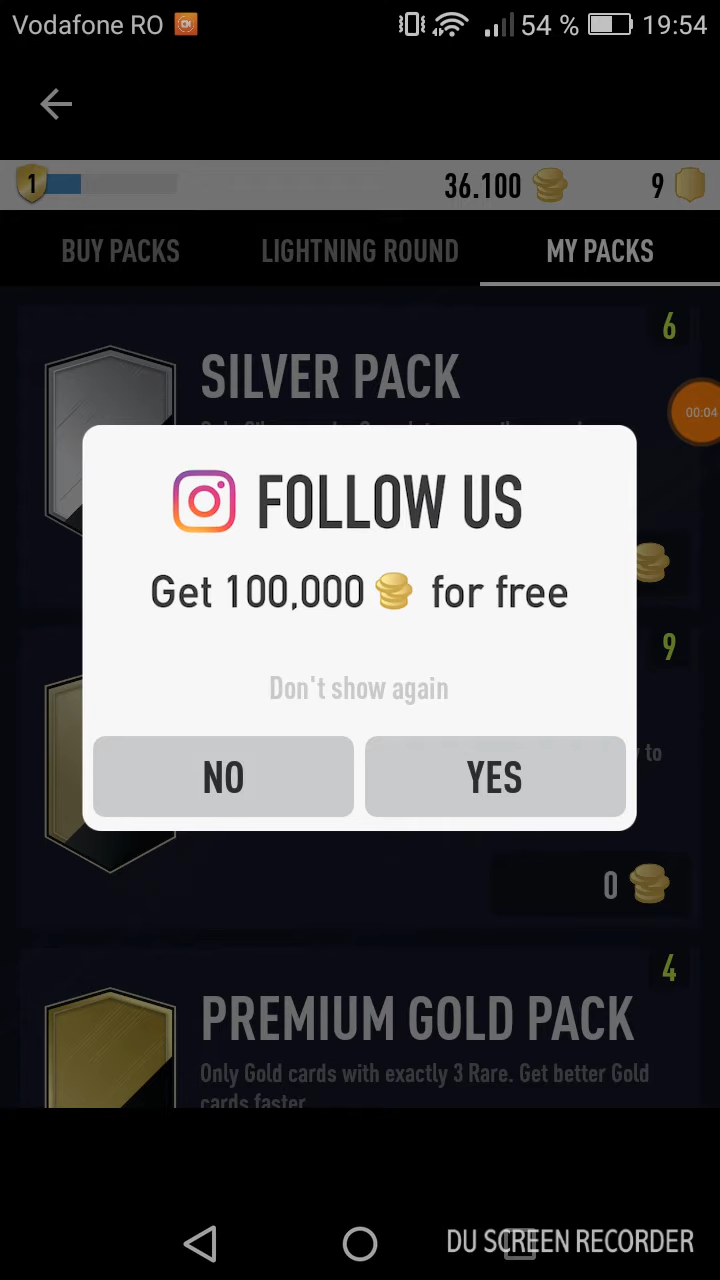 Vodafone RO
54 %
19:54
1
36.100
9
BUY PACKS
LIGHTNING ROUND
MY PACKS
6
SILVER PACK
00:04
FOLLOW US
Get 100,000 for free
9
Don't show again
to
NO
YES
0
4
PREMIUM GOLD PACK
Only Gold cards with exactly 3 Rare. Get better Gold
cards faster
DU SCREEN RECORDER